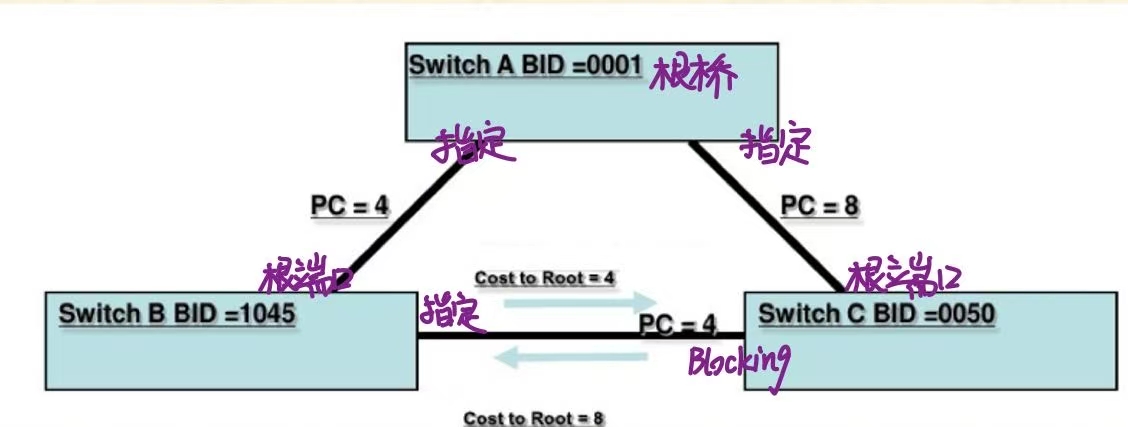 Switch A BID =0001 根桥
指定 指定
PC = 4 PC = 8
根端口 根端口
Cost to Root = 4
Switch B BID =1045 指定 Switch C BID =0050
PC = 4
Blocking
Cost to Root = 8